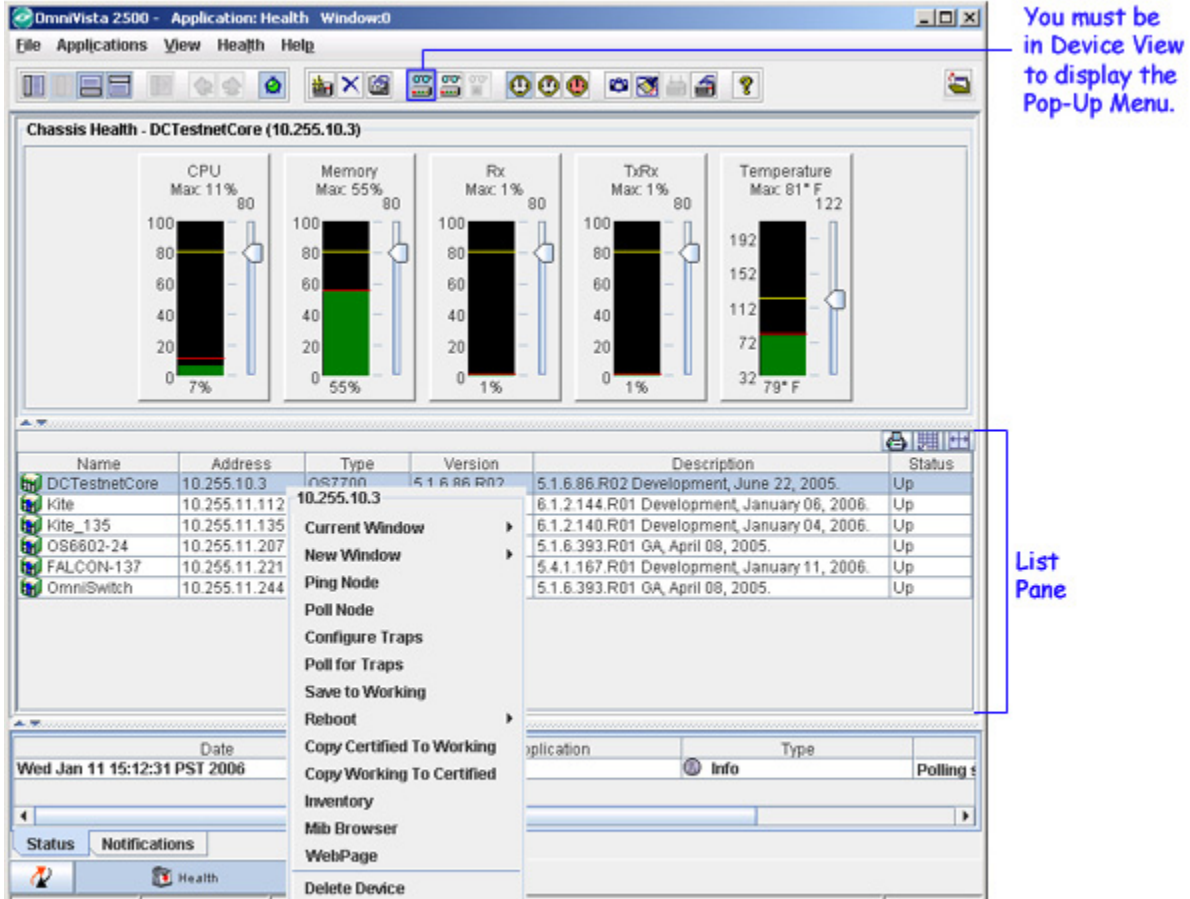 OmniVista 2500 - Application: Health Window:0
You must be
in Device View
to display the
Pop-Up Menu.
File Applications View Health Help
Chassis Health - DCTestnetCore (10.255.10.3)
CPU
Max: 11%
80
100
80
60
40
20
0
7%
Memory
Max: 55%
80
100
80
60
40
20
0
55%
Rx
Max: 1%
80
100
80
60
40
20
0
1%
TxRx
Max: 1%
80
100
80
60
40
20
0
1%
Temperature
Max: 81° F
122
192
152
112
72
32
79° F
Name Address Type Version Description Status
DCTestnetCore 10.255.10.3 OS7700 5.1.6.86.R02 5.1.6.86.R02 Development, June 22, 2005. Up
Kite 10.255.11.112 6.1.2.144.R01 Development, January 06, 2006. Up
Kite_135 10.255.11.135 6.1.2.140.R01 Development, January 04, 2006. Up
OS6602-24 10.255.11.207 5.1.6.393.R01 GA, April 08, 2005. Up
FALCON-137 10.255.11.221 5.4.1.167.R01 Development, January 11, 2006. Up
OmniSwitch 10.255.11.244 5.1.6.393.R01 GA, April 08, 2005. Up
10.255.10.3
Current Window
New Window
Ping Node
Poll Node
Configure Traps
Poll for Traps
Save to Working
Reboot
Copy Certified To Working
Copy Working To Certified
Inventory
Mib Browser
WebPage
Delete Device
List
Pane
Date plication Type
Wed Jan 11 15:12:31 PST 2006 Info Polling s
Status Notifications
Health